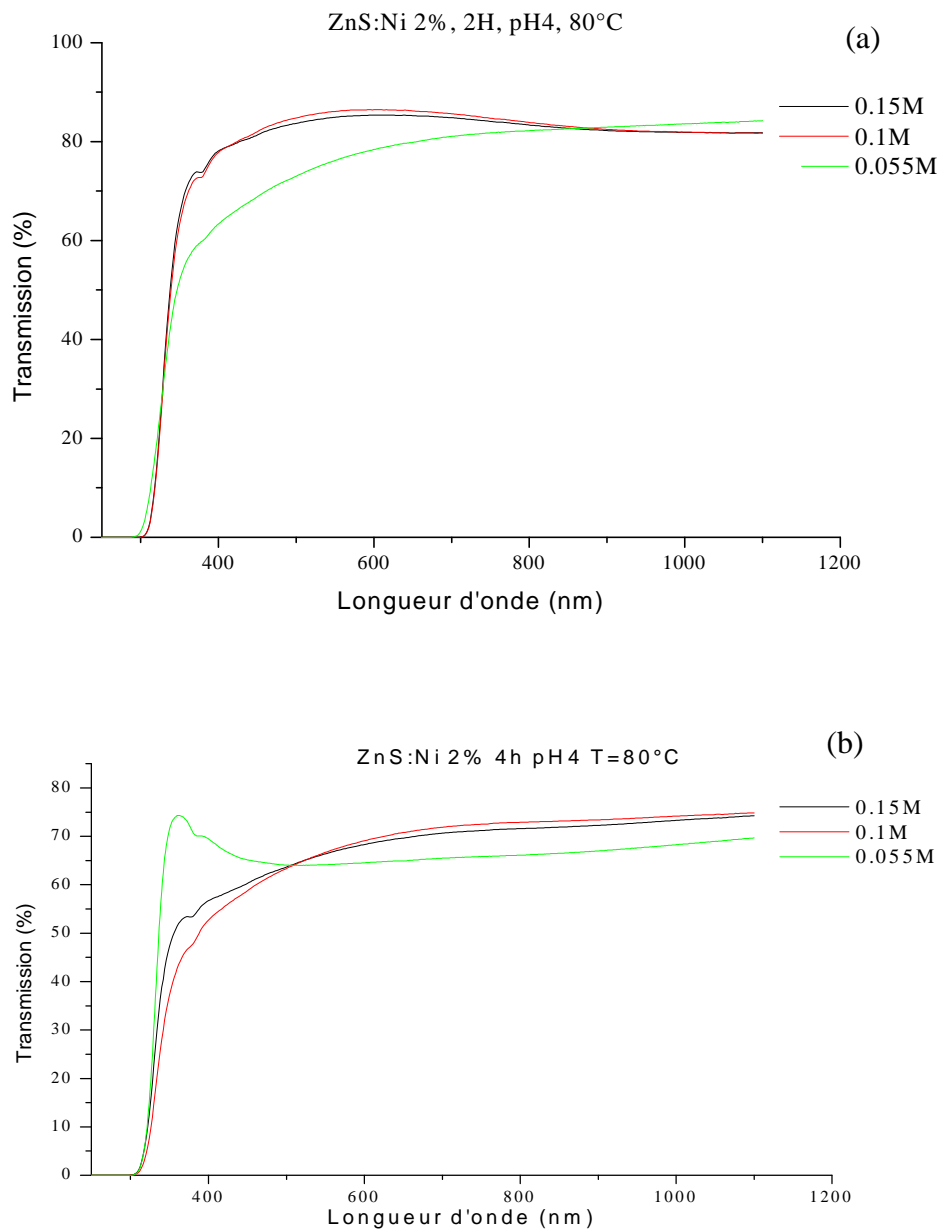 ZnS:Ni 2%, 2H, pH4, 80°C
(a)
100
80
60
40
20
0
0.15M
0.1M
0.055M
Transmission (%)
400
600
800
1000
1200
Longueur d'onde (nm)
ZnS:Ni 2% 4h pH4 T=80°C
(b)
80
70
60
50
40
30
20
10
0
0.15M
0.1M
0.055M
Transmission (%)
400
600
800
1000
1200
Longueur d'onde (nm)